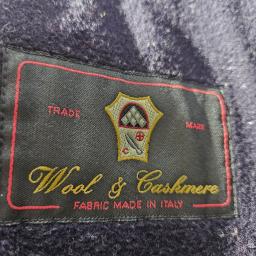 TRADE MARK
Wool & Cashmere
FABRIC MADE IN ITALY